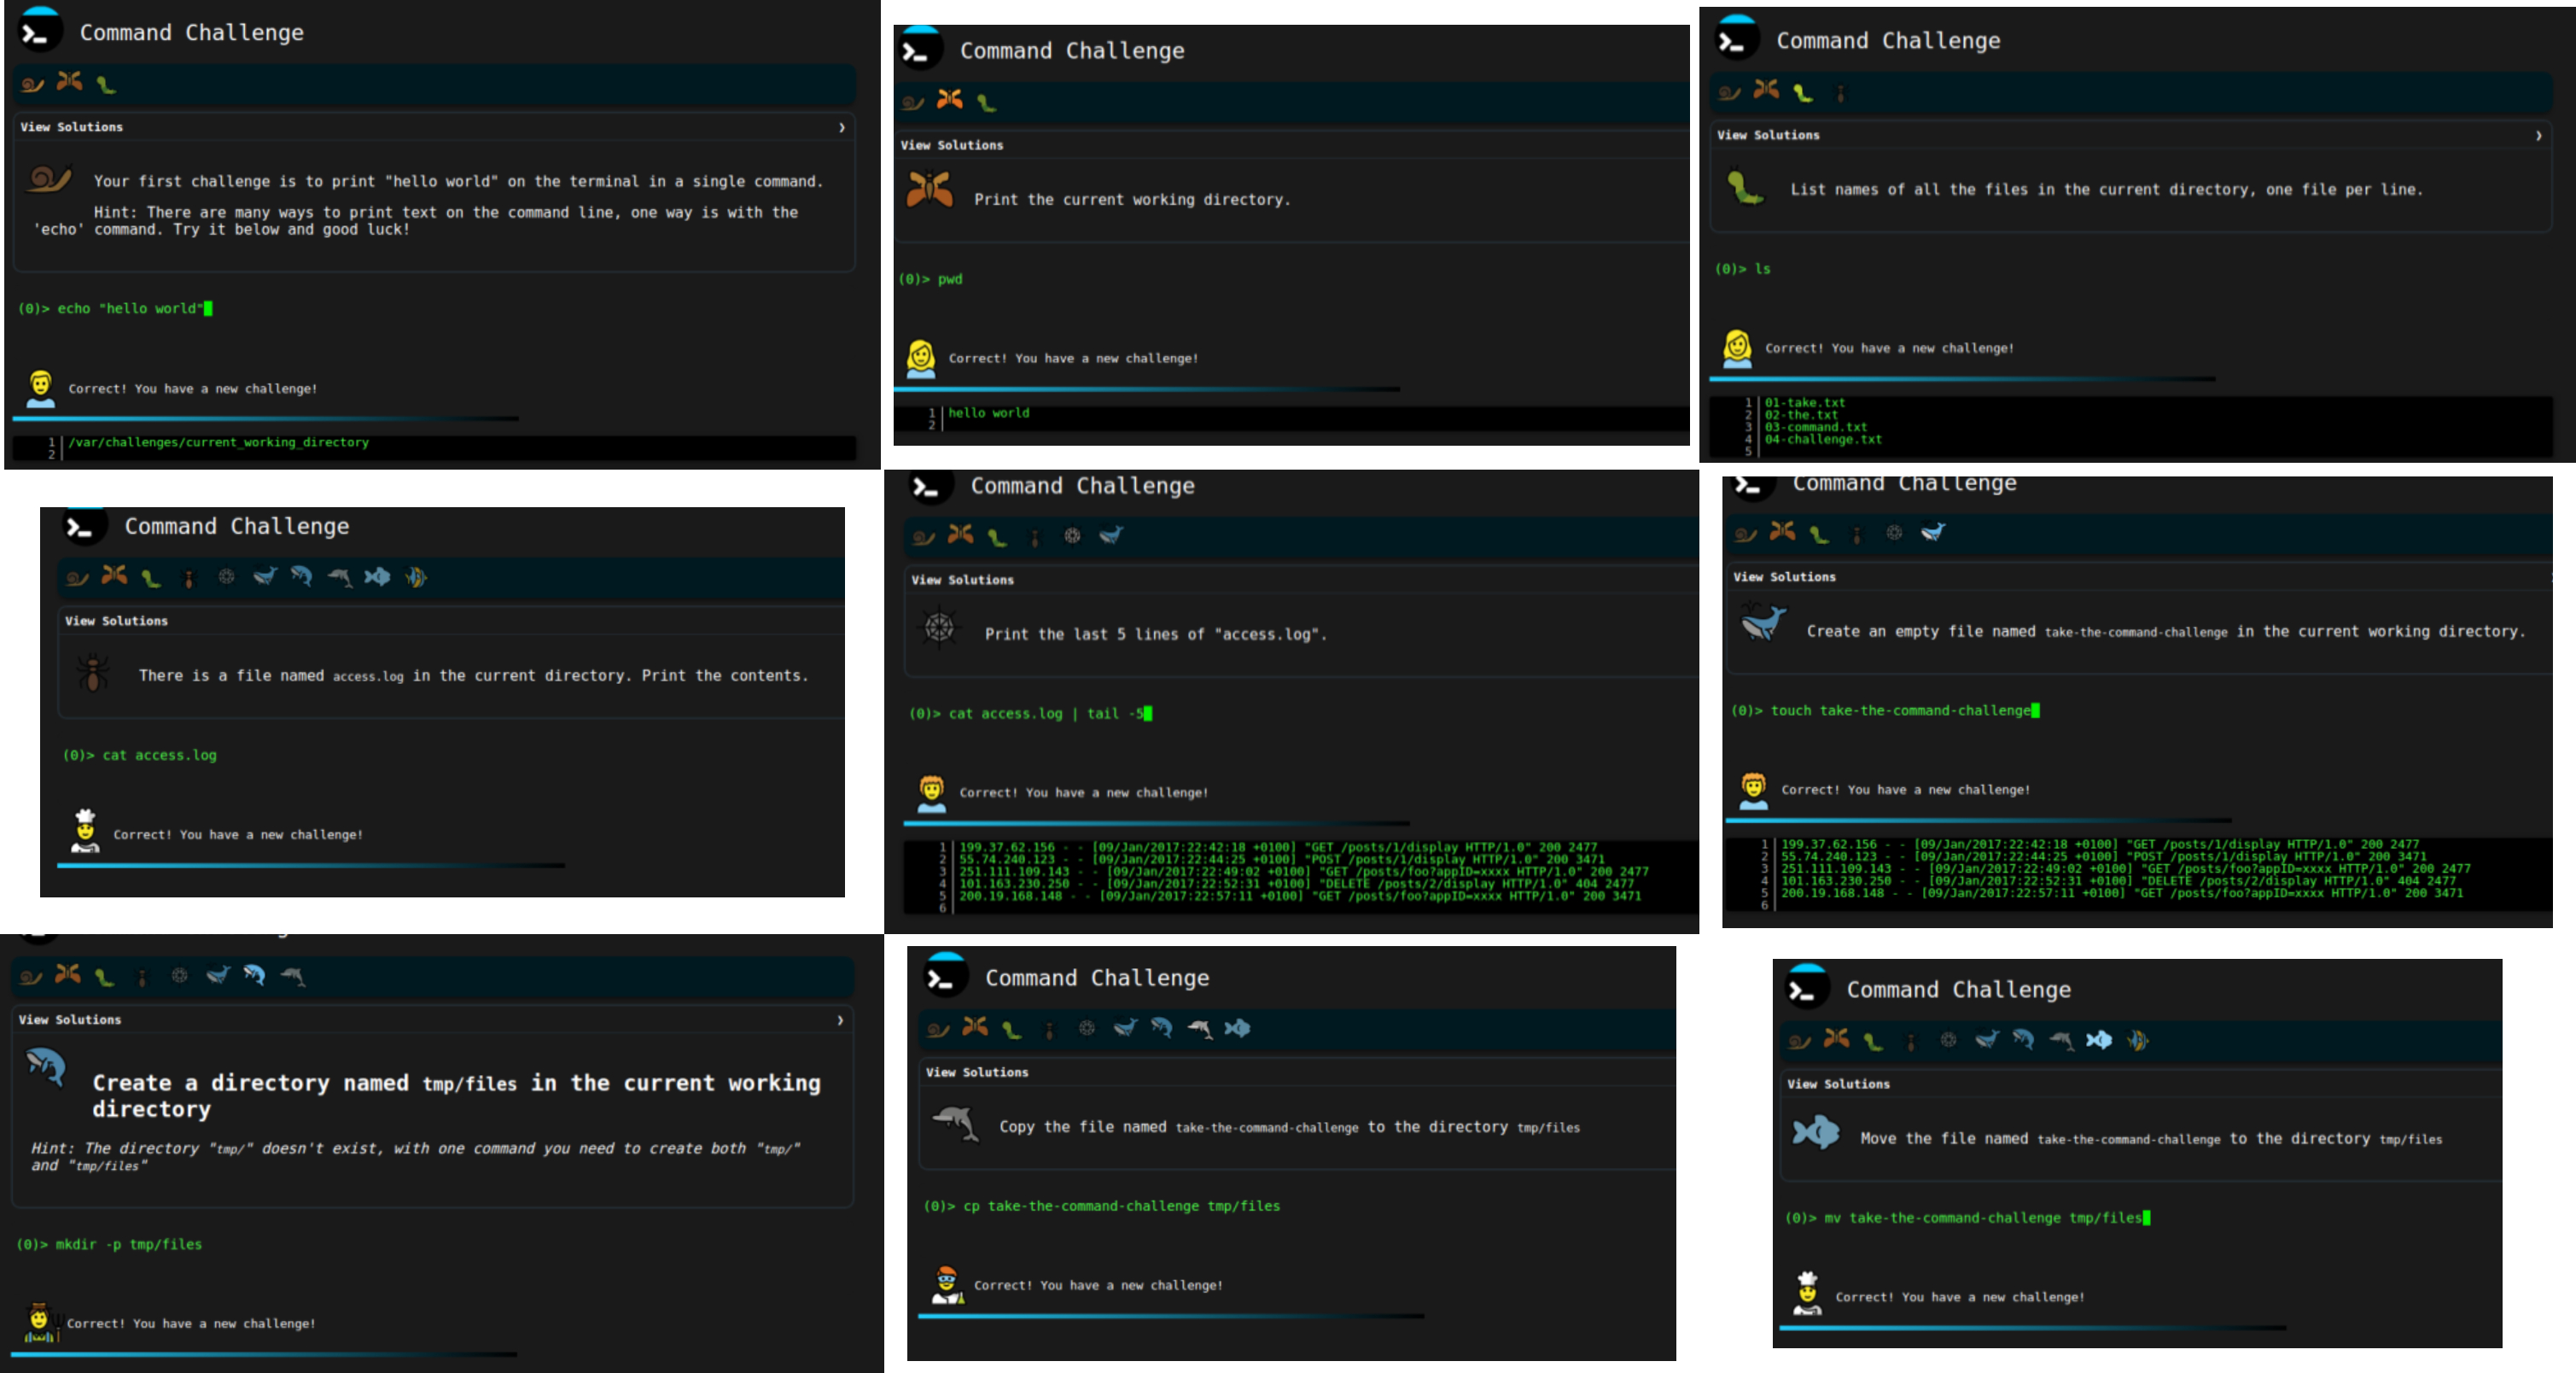 Command Challenge
View Solutions
Your first challenge is to print "hello world" on the terminal in a single command.
Hint: There are many ways to print text on the command line, one way is with the
'echo' command. Try it below and good luck!
(0)> echo "hello world"
Correct! You have a new challenge!
1 /var/challenges/current_working_directory
2
Command Challenge
View Solutions
Print the current working directory.
(0)> pwd
Correct! You have a new challenge!
1 hello world
2
Command Challenge
View Solutions
List names of all the files in the current directory, one file per line.
(0)> ls
Correct! You have a new challenge!
1 01-take.txt
2 02-the.txt
3 03-command.txt
4 04-challenge.txt
5
Command Challenge
View Solutions
There is a file named access.log in the current directory. Print the contents.
(0)> cat access.log
Correct! You have a new challenge!
Command Challenge
View Solutions
Print the last 5 lines of "access.log".
(0)> cat access.log | tail -5
Correct! You have a new challenge!
1 199.37.62.156 - - [09/Jan/2017:22:42:18 +0100] "GET /posts/1/display HTTP/1.0" 200 2477
2 55.74.240.123 - - [09/Jan/2017:22:44:25 +0100] "POST /posts/1/display HTTP/1.0" 200 3471
3 251.111.109.143 - - [09/Jan/2017:22:49:02 +0100] "GET /posts/foo?appID=xxxx HTTP/1.0" 200 2477
4 101.163.230.250 - - [09/Jan/2017:22:52:31 +0100] "DELETE /posts/2/display HTTP/1.0" 404 2477
5 200.19.168.148 - - [09/Jan/2017:22:57:11 +0100] "GET /posts/foo?appID=xxxx HTTP/1.0" 200 3471
6
Command Challenge
View Solutions
Create an empty file named take-the-command-challenge in the current working directory.
(0)> touch take-the-command-challenge
Correct! You have a new challenge!
1 199.37.62.156 - - [09/Jan/2017:22:42:18 +0100] "GET /posts/1/display HTTP/1.0" 200 2477
2 55.74.240.123 - - [09/Jan/2017:22:44:25 +0100] "POST /posts/1/display HTTP/1.0" 200 3471
3 251.111.109.143 - - [09/Jan/2017:22:49:02 +0100] "GET /posts/foo?appID=xxxx HTTP/1.0" 200 2477
4 101.163.230.250 - - [09/Jan/2017:22:52:31 +0100] "DELETE /posts/2/display HTTP/1.0" 404 2477
5 200.19.168.148 - - [09/Jan/2017:22:57:11 +0100] "GET /posts/foo?appID=xxxx HTTP/1.0" 200 3471
6
View Solutions
Create a directory named tmp/files in the current working
directory
Hint: The directory "tmp/" doesn't exist, with one command you need to create both "tmp/"
and "tmp/files"
(0)> mkdir -p tmp/files
Correct! You have a new challenge!
Command Challenge
View Solutions
Copy the file named take-the-command-challenge to the directory tmp/files
(0)> cp take-the-command-challenge tmp/files
Correct! You have a new challenge!
Command Challenge
View Solutions
Move the file named take-the-command-challenge to the directory tmp/files
(0)> mv take-the-command-challenge tmp/files
Correct! You have a new challenge!